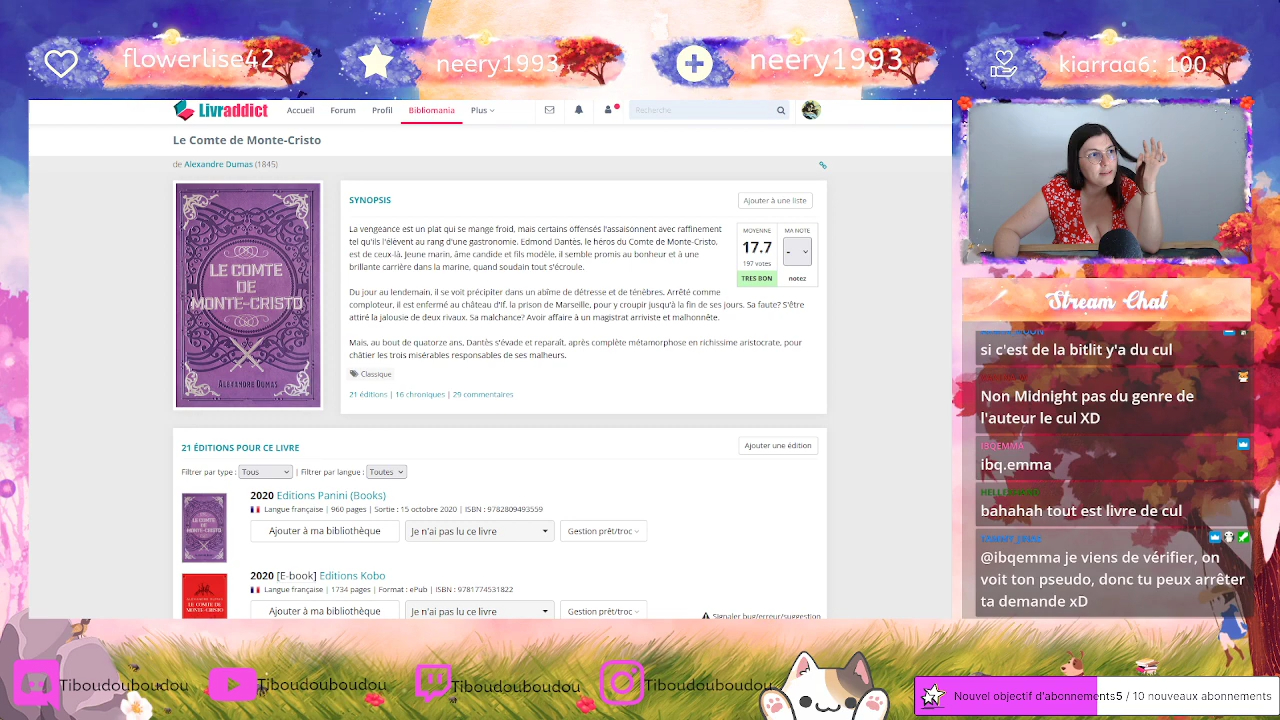 flowerlise42
neery1993
neery1993
kiarraa6: 100
Livraddict
Accueil
Forum
Profil
Bibliomania
Plus
Recherche
Le Comte de Monte-Cristo
de Alexandre Dumas (1845)
LE COMTE
DE
MONTE-CRISTO
ALEXANDRE DUMAS
SYNOPSIS
Ajouter à une liste
La vengeance est un plat qui se mange froid, mais certains offensés l'assaisonnent avec raffinement
tel qu'ils l'élèvent au rang d'une gastronomie. Edmond Dantès, le héros du Comte de Monte-Cristo,
est de ceux-là. Jeune marin, âme candide et fils modèle, il semble promis au bonheur et à une
brillante carrière dans la marine, quand soudain tout s'écroule.
MOYENNE
17.7
197 votes
TRES BON
MA NOTE
-
notez
Du jour au lendemain, il se voit précipiter dans un abîme de détresse et de ténèbres. Arrêté comme
comploteur, il est enfermé au château d'If, la prison de Marseille, pour y croupir jusqu'à la fin de ses jours. Sa faute? S'être
attiré la jalousie de deux rivaux. Sa malchance? Avoir affaire à un magistrat arriviste et malhonnête.
Mais, au bout de quatorze ans, Dantès s'évade et reparaît, après complète métamorphose en richissime aristocrate, pour
châtier les trois misérables responsables de ses malheurs.
Classique
21 éditions | 16 chroniques | 29 commentaires
21 ÉDITIONS POUR CE LIVRE
Ajouter une édition
Filtrer par type : Tous | Filtrer par langue : Toutes
2020 Editions Panini (Books)
Langue française | 960 pages | Sortie : 15 octobre 2020 | ISBN : 9782809493559
Ajouter à ma bibliothèque
Je n'ai pas lu ce livre
Gestion prêt/troc
2020 [E-book] Editions Kobo
Langue française | 1734 pages | Format : ePub | ISBN : 9781774531822
Ajouter à ma bibliothèque
Je n'ai pas lu ce livre
Gestion prêt/troc
Signaler bug/erreur/suggestion
LE COMTE DE
MONTE-CRISTO
Stream Chat
si c'est de la bitlit y'a du cul
Non Midnight pas du genre de
l'auteur le cul XD
IBQEMMA
ibq.emma
bahahah tout est livre de cul
@ibqemma je viens de vérifier, on
voit ton pseudo, donc tu peux arrêter
ta demande xD
Tiboudouboudou
Tiboudouboudou
Tiboudouboudou
Tiboudouboudou
Nouvel objectif d'abonnements5 / 10 nouveaux abonnements